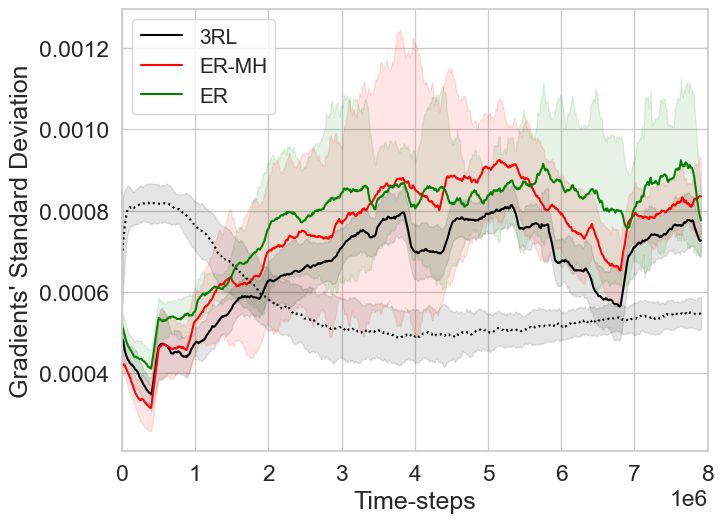 Gradients' Standard Deviation
0.0012
0.0010
0.0008
0.0006
0.0004
3RL
ER-MH
ER
0 1 2 3 4 5 6 7 8
Time-steps
1e6